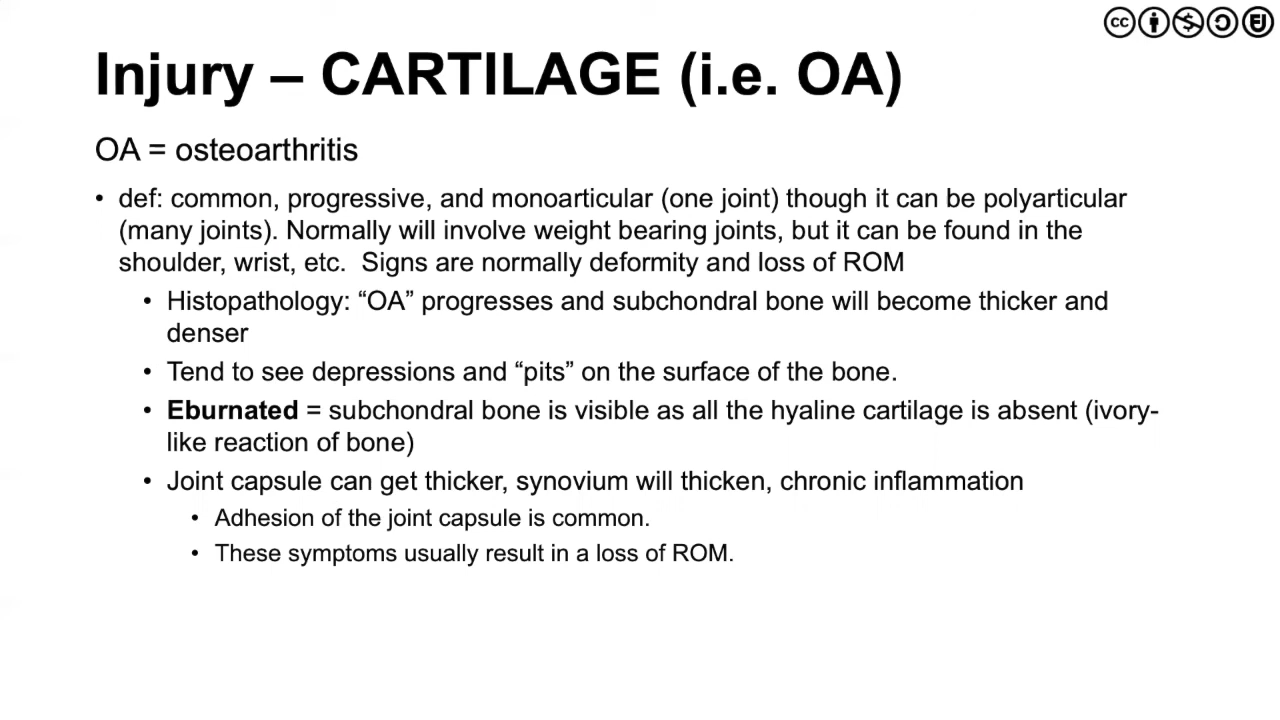 cc
Injury – CARTILAGE (i.e. OA)
OA = osteoarthritis
• def: common, progressive, and monoarticular (one joint) though it can be polyarticular
(many joints). Normally will involve weight bearing joints, but it can be found in the
shoulder, wrist, etc.  Signs are normally deformity and loss of ROM
• Histopathology: “OA” progresses and subchondral bone will become thicker and
denser
• Tend to see depressions and “pits” on the surface of the bone.
• Eburnated = subchondral bone is visible as all the hyaline cartilage is absent (ivory-
like reaction of bone)
• Joint capsule can get thicker, synovium will thicken, chronic inflammation
• Adhesion of the joint capsule is common.
• These symptoms usually result in a loss of ROM.